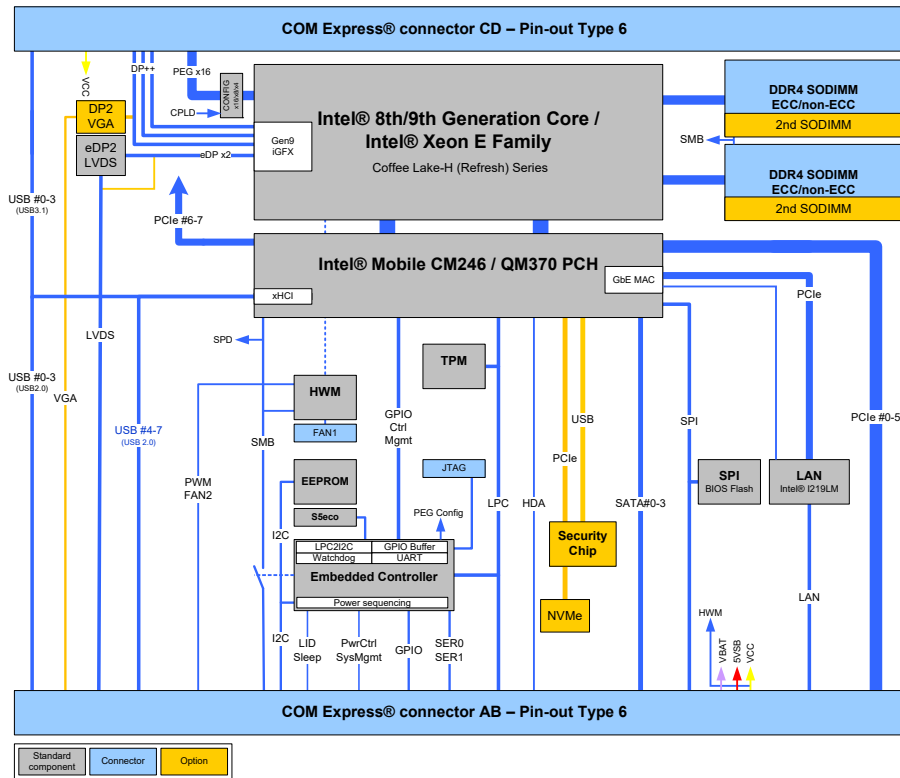 COM Express® connector CD – Pin-out Type 6
VCC
DP++
PEG x16
CONFIG
x16/x8/x4
CPLD
DP2
VGA
eDP2
LVDS
eDP x2
Gen9
iGFX
Intel® 8th/9th Generation Core /
Intel® Xeon E Family
Coffee Lake-H (Refresh) Series
DDR4 SODIMM
ECC/non-ECC
2nd SODIMM
SMB
DDR4 SODIMM
ECC/non-ECC
2nd SODIMM
USB #0-3
(USB3.1)
PCIe #6-7
Intel® Mobile CM246 / QM370 PCH
GbE MAC
xHCI
PCIe
LVDS
SPD
TPM
USB #0-3
(USB2.0)
VGA
HWM
FAN1
GPIO
Ctrl
Mgmt
USB
SPI
PCIe #0-5
USB #4-7
(USB 2.0)
SMB
PCIe
PWM
FAN2
EEPROM
JTAG
SPI
BIOS Flash
LAN
Intel® I219LM
LPC
HDA
SATA#0-3
S5eco
PEG Config
I2C
Security
Chip
LPC2I2C
GPIO Buffer
Watchdog
UART
Embedded Controller
Power sequencing
NVMe
LAN
HWM
I2C
LID
Sleep
PwrCtrl
SysMgmt
GPIO
SER0
SER1
VBAT
5VSB
VCC
COM Express® connector AB – Pin-out Type 6
Standard
component
Connector
Option